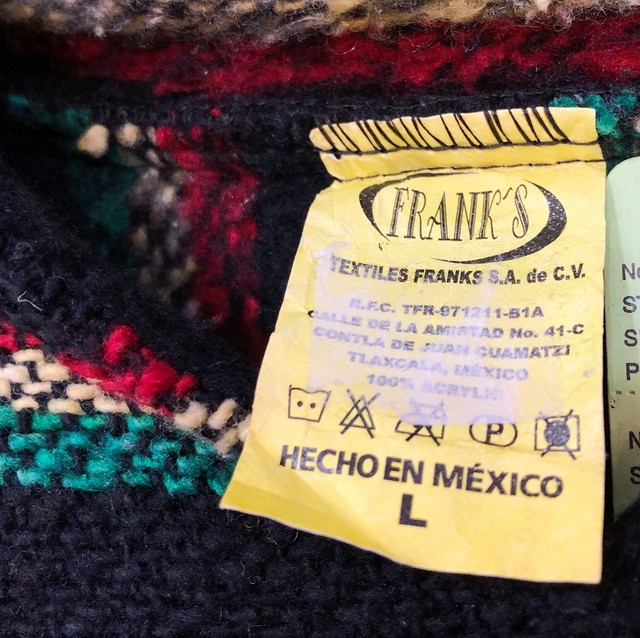 FRANK'S
TEXTILES FRANKS S.A. de C.V.
R.F.C. TFR-971211-B1A
CALLE DE LA AMISTAD No. 41-C
CONTLA DE JUAN CUAMATZI
TLAXCALA, MÉXICO
100% ACRYLIC
P
HECHO EN MÉXICO
L